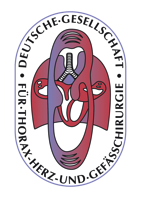 DEUTSCHE·GESELLSCHAFT
·FÜR·THORAX-HERZ-UND-GEFÄSSCHIRURGIE·